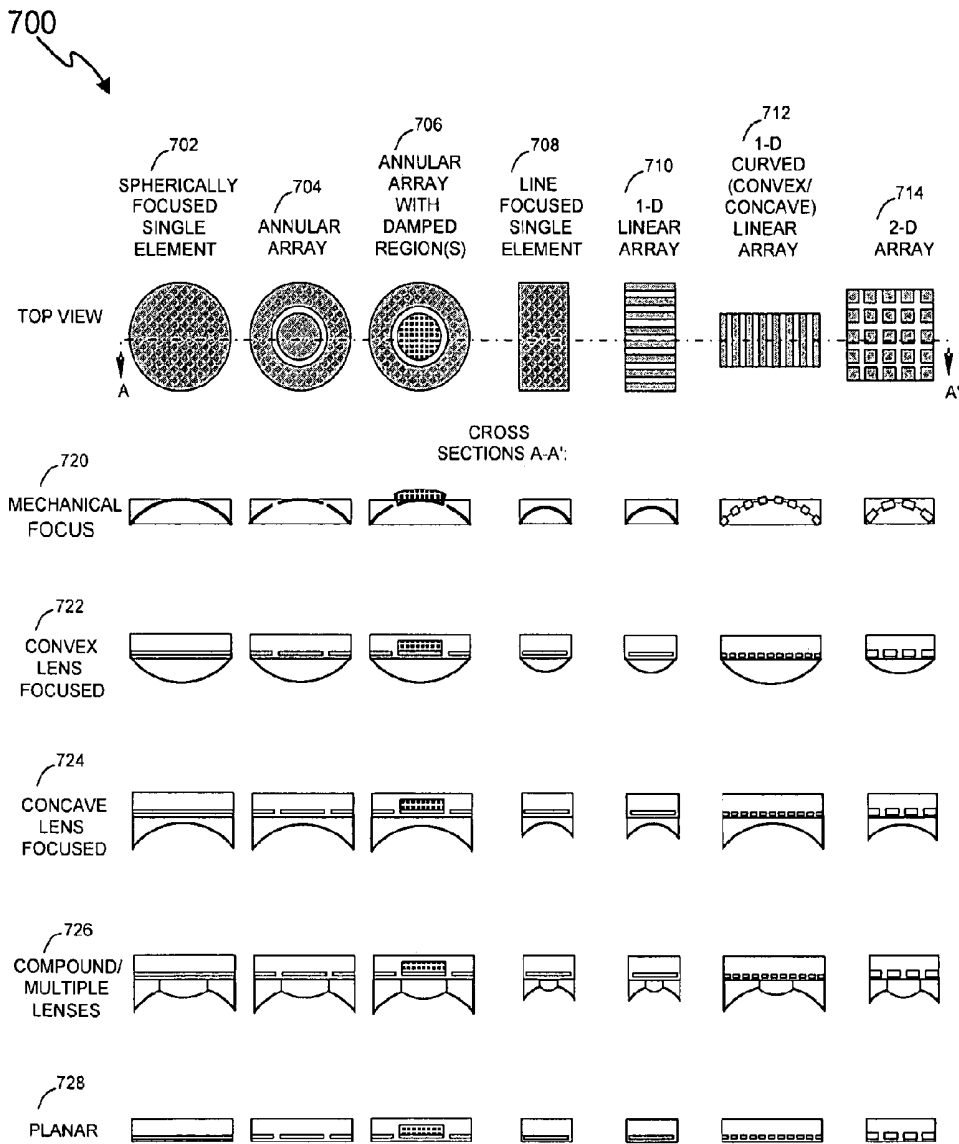 700
702
SPHERICALLY
FOCUSED
SINGLE
ELEMENT
704
ANNULAR
ARRAY
706
ANNULAR
ARRAY
WITH
DAMPED
REGION(S)
708
LINE
FOCUSED
SINGLE
ELEMENT
710
1-D
LINEAR
ARRAY
712
1-D
CURVED
(CONVEX/
CONCAVE)
LINEAR
ARRAY
714
2-D
ARRAY
TOP VIEW
A
A'
CROSS
SECTIONS A-A':
720
MECHANICAL
FOCUS
722
CONVEX
LENS
FOCUSED
724
CONCAVE
LENS
FOCUSED
726
COMPOUND/
MULTIPLE
LENSES
728
PLANAR